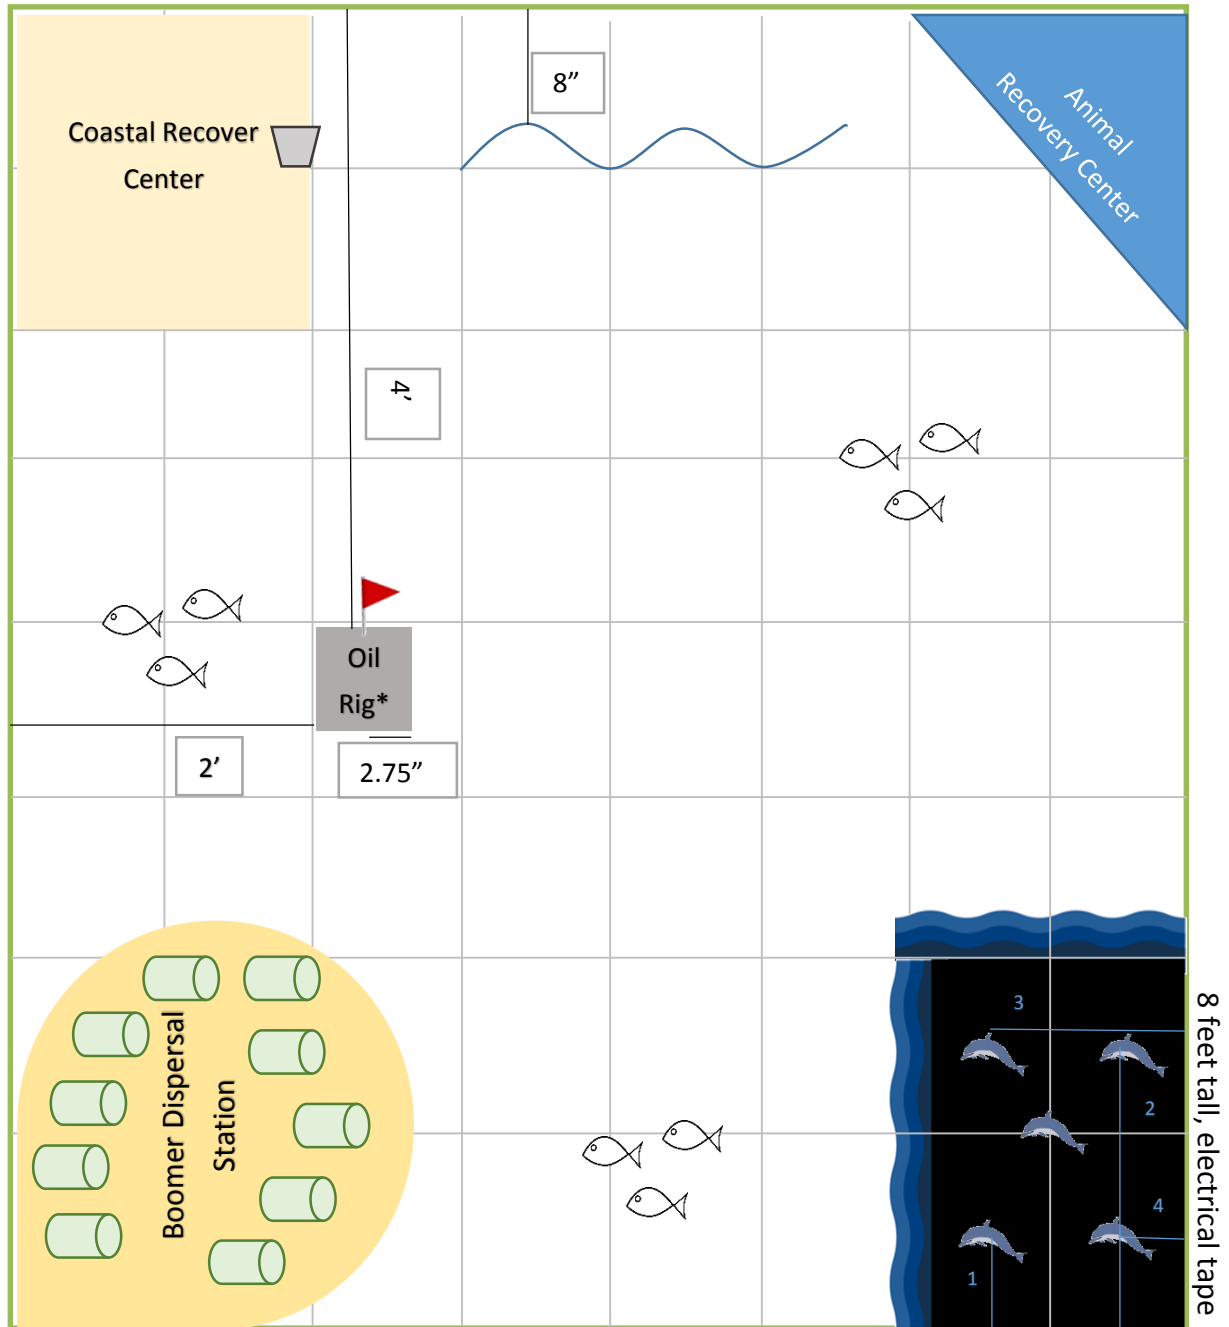 8”
Animal
Recovery Center
Coastal Recover
Center
4’
Oil
Rig*
2’
2.75”
Boomer Dispersal
Station
3
2
4
1
8 feet tall, electrical tape